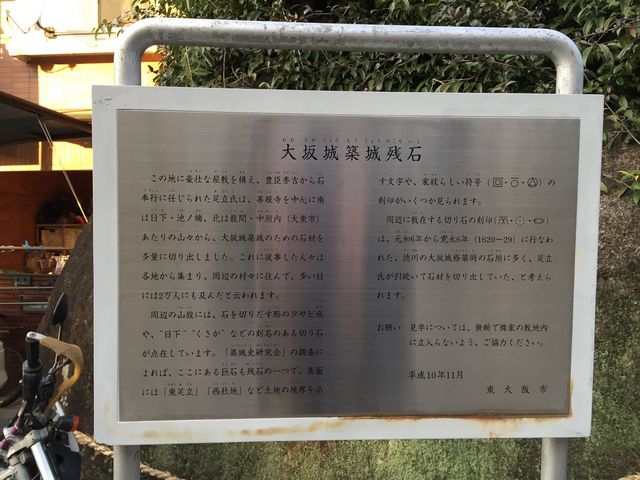 大坂城築城残石
この地に豪壮な屋敷を構え、豊臣秀吉から石
奉行に任じられた足立氏は、善根寺を中心に南
は日下・池ノ端、北は龍間・中垣内（大東市）
あたりの山々から、大坂城築城のための石材を
多量に切り出しました。これに従事した人々は
各地から集まり、周辺の村々に住んで、多い日
には2万人にも及んだと云われます。
周辺の山腹には、石を切りだす際のクサビ痕
や、"日下""くさか"などの刻名のある切り石
が点在しています。「築城史研究会」の調査に
よれば、ここにある巨石も残石の一つで、表面
には「東足立」「西社地」など土地の境界を示
す文字や、家紋らしい符号（・・）の
刻印がいくつか見られます。
周辺に散在する切り石の刻印（・・）
は、元和6年から寛永6年（1620～29）に行なわ
れた、徳川の大坂城修築時の石垣に多く、足立
氏が引続いて石材を切り出していた、と考えら
れます。
お願い 見学については、無断で隣家の敷地内
に立入らないよう、ご協力ください。
平成10年11月
東大阪市